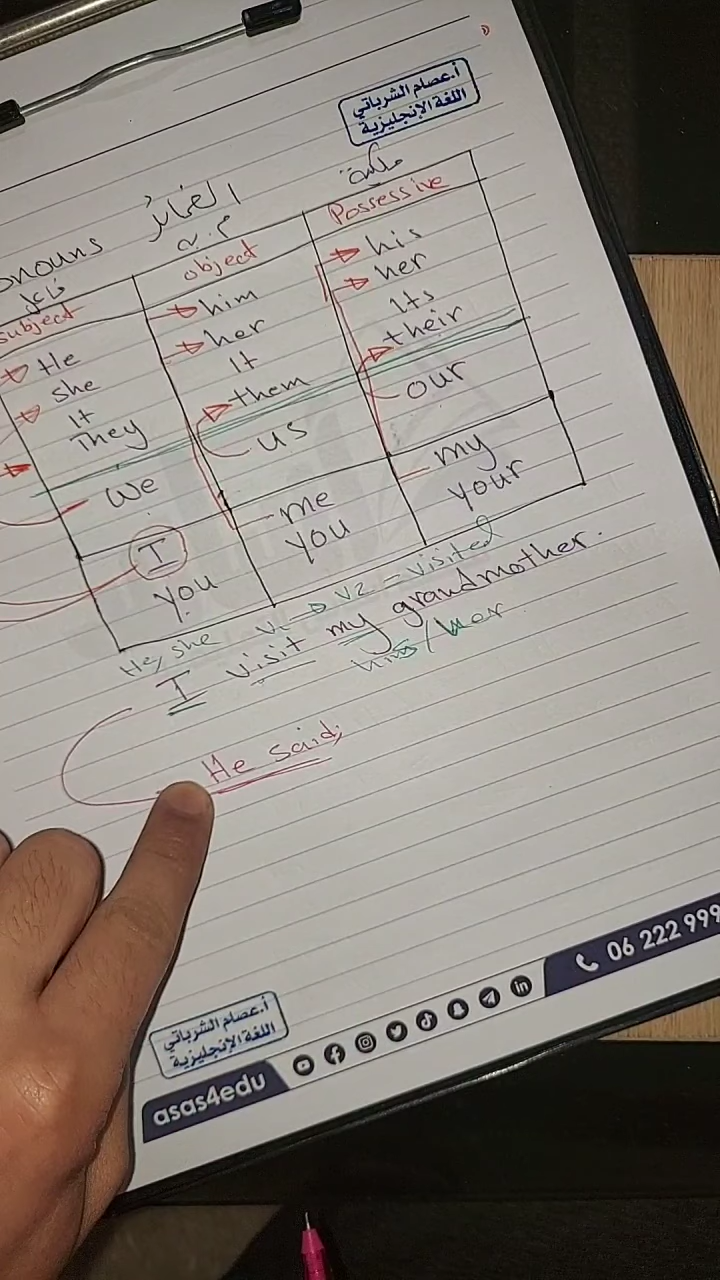 أ.عصام الشرباتي
اللغة الإنجليزية
onouns الضمائر
ملكية
فاعل م. به
subject object Possessive
He him his
she her her
It It Its
They them their
we us our
I me my
you you your
He, she V1 → V2 = visited
I visit my grandmother.
his / her
He said,
أ.عصام الشرباتي
اللغة الإنجليزية
asas4edu
06 222 999